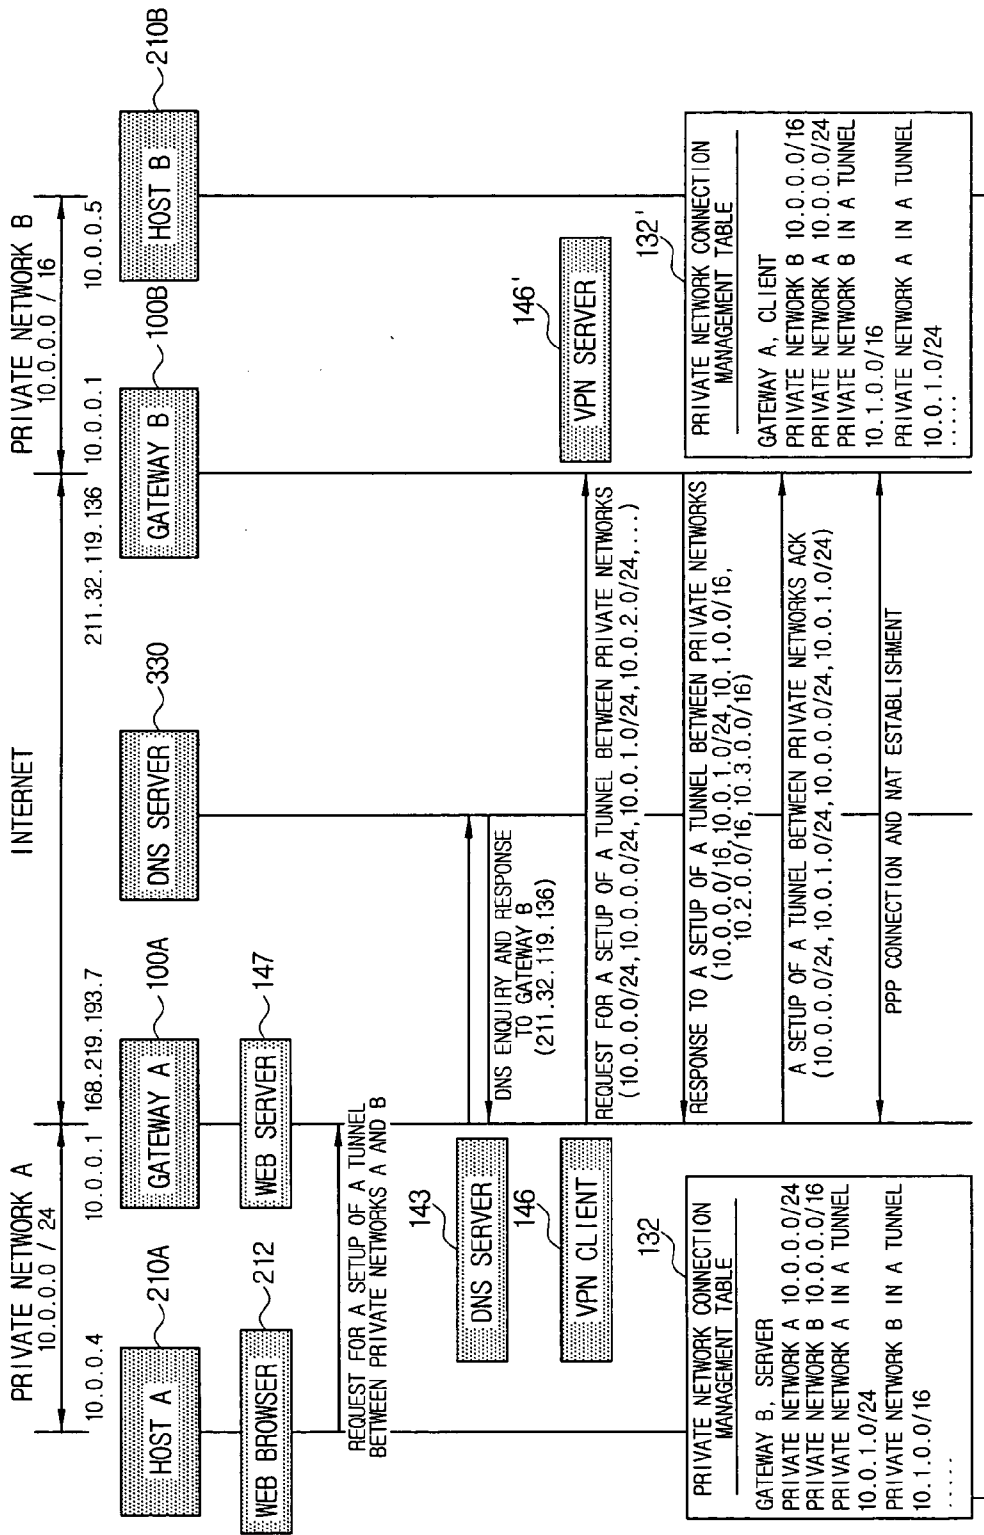 PRIVATE NETWORK A
10.0.0.0 / 24
INTERNET
PRIVATE NETWORK B
10.0.0.0 / 16
10.0.0.4
10.0.0.1
168.219.193.7
211.32.119.136
10.0.0.1
10.0.0.5
210A
100A
330
100B
210B
HOST A
GATEWAY A
DNS SERVER
GATEWAY B
HOST B
212
147
WEB BROWSER
WEB SERVER
REQUEST FOR A SETUP OF A TUNNEL
BETWEEN PRIVATE NETWORKS A AND B
143
DNS SERVER
DNS ENQUIRY AND RESPONSE
TO GATEWAY B
(211.32.119.136)
146
VPN CLIENT
146'
VPN SERVER
REQUEST FOR A SETUP OF A TUNNEL BETWEEN PRIVATE NETWORKS
(10.0.0.0/24,10.0.0.0/24,10.0.1.0/24,10.0.2.0/24,...)
RESPONSE TO A SETUP OF A TUNNEL BETWEEN PRIVATE NETWORKS
(10.0.0.0/16,10.0.1.0/24,10.1.0.0/16,
10.2.0.0/16,10.3.0.0/16)
A SETUP OF A TUNNEL BETWEEN PRIVATE NETWORKS ACK
(10.0.0.0/24,10.0.1.0/24,10.0.0.0/24,10.0.1.0/24)
PPP CONNECTION AND NAT ESTABLISHMENT
132
PRIVATE NETWORK CONNECTION
MANAGEMENT TABLE
GATEWAY B, SERVER
PRIVATE NETWORK A 10.0.0.0/24
PRIVATE NETWORK B 10.0.0.0/16
PRIVATE NETWORK A IN A TUNNEL
10.0.1.0/24
PRIVATE NETWORK B IN A TUNNEL
10.1.0.0/16
.....
132'
PRIVATE NETWORK CONNECTION
MANAGEMENT TABLE
GATEWAY A, CLIENT
PRIVATE NETWORK B 10.0.0.0/16
PRIVATE NETWORK A 10.0.0.0/24
PRIVATE NETWORK B IN A TUNNEL
10.1.0.0/16
PRIVATE NETWORK A IN A TUNNEL
10.0.1.0/24
.....